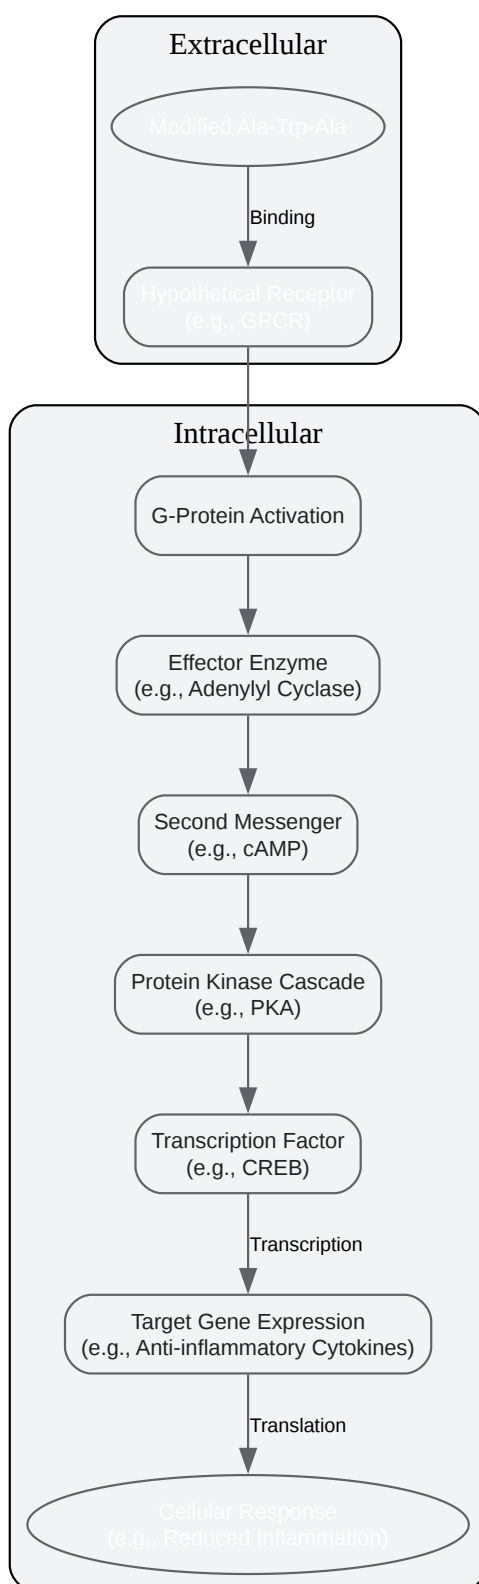 Extracellular
Modified Ala-Trp-Ala
Binding
Hypothetical Receptor
(e.g., GPCR)
Intracellular
G-Protein Activation
Effector Enzyme
(e.g., Adenylyl Cyclase)
Second Messenger
(e.g., cAMP)
Protein Kinase Cascade
(e.g., PKA)
Transcription Factor
(e.g., CREB)
Transcription
Target Gene Expression
(e.g., Anti-inflammatory Cytokines)
Translation
Cellular Response
(e.g., Reduced Inflammation)